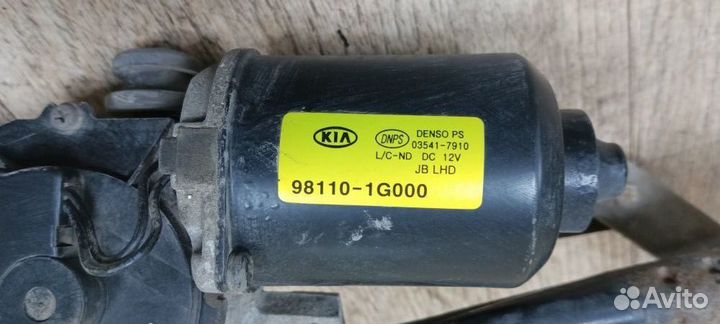 KIA DNPS DENSO PS
03541-7910
L/C-ND DC 12V
JB LHD
98110-1G000
Avito